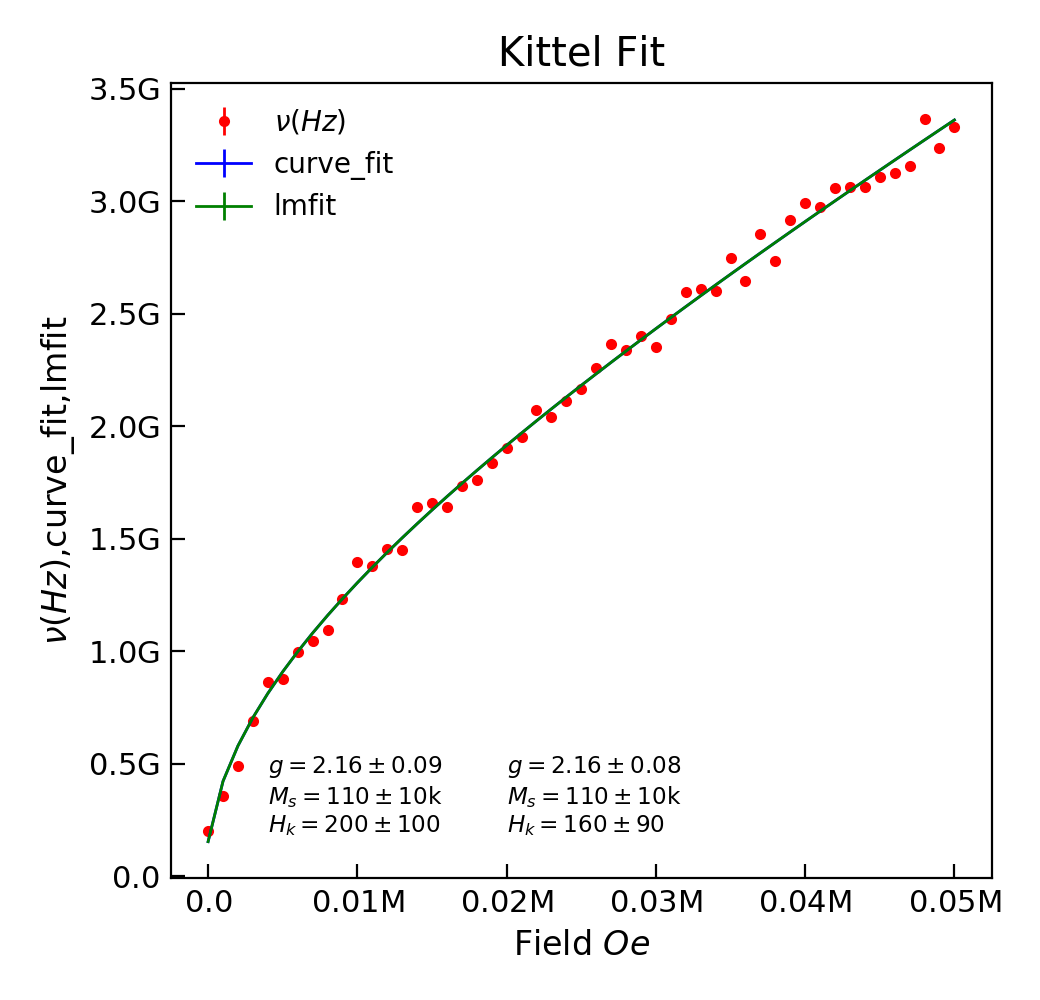 Kittel Fit
3.5G
3.0G
2.5G
2.0G
1.5G
1.0G
0.5G
0.0
ν(Hz),curve_fit,lmfit
ν(Hz)
curve_fit
lmfit
g = 2.16 ± 0.09
M_s = 110 ± 10k
H_k = 200 ± 100
g = 2.16 ± 0.08
M_s = 110 ± 10k
H_k = 160 ± 90
0.0 0.01M 0.02M 0.03M 0.04M 0.05M
Field Oe